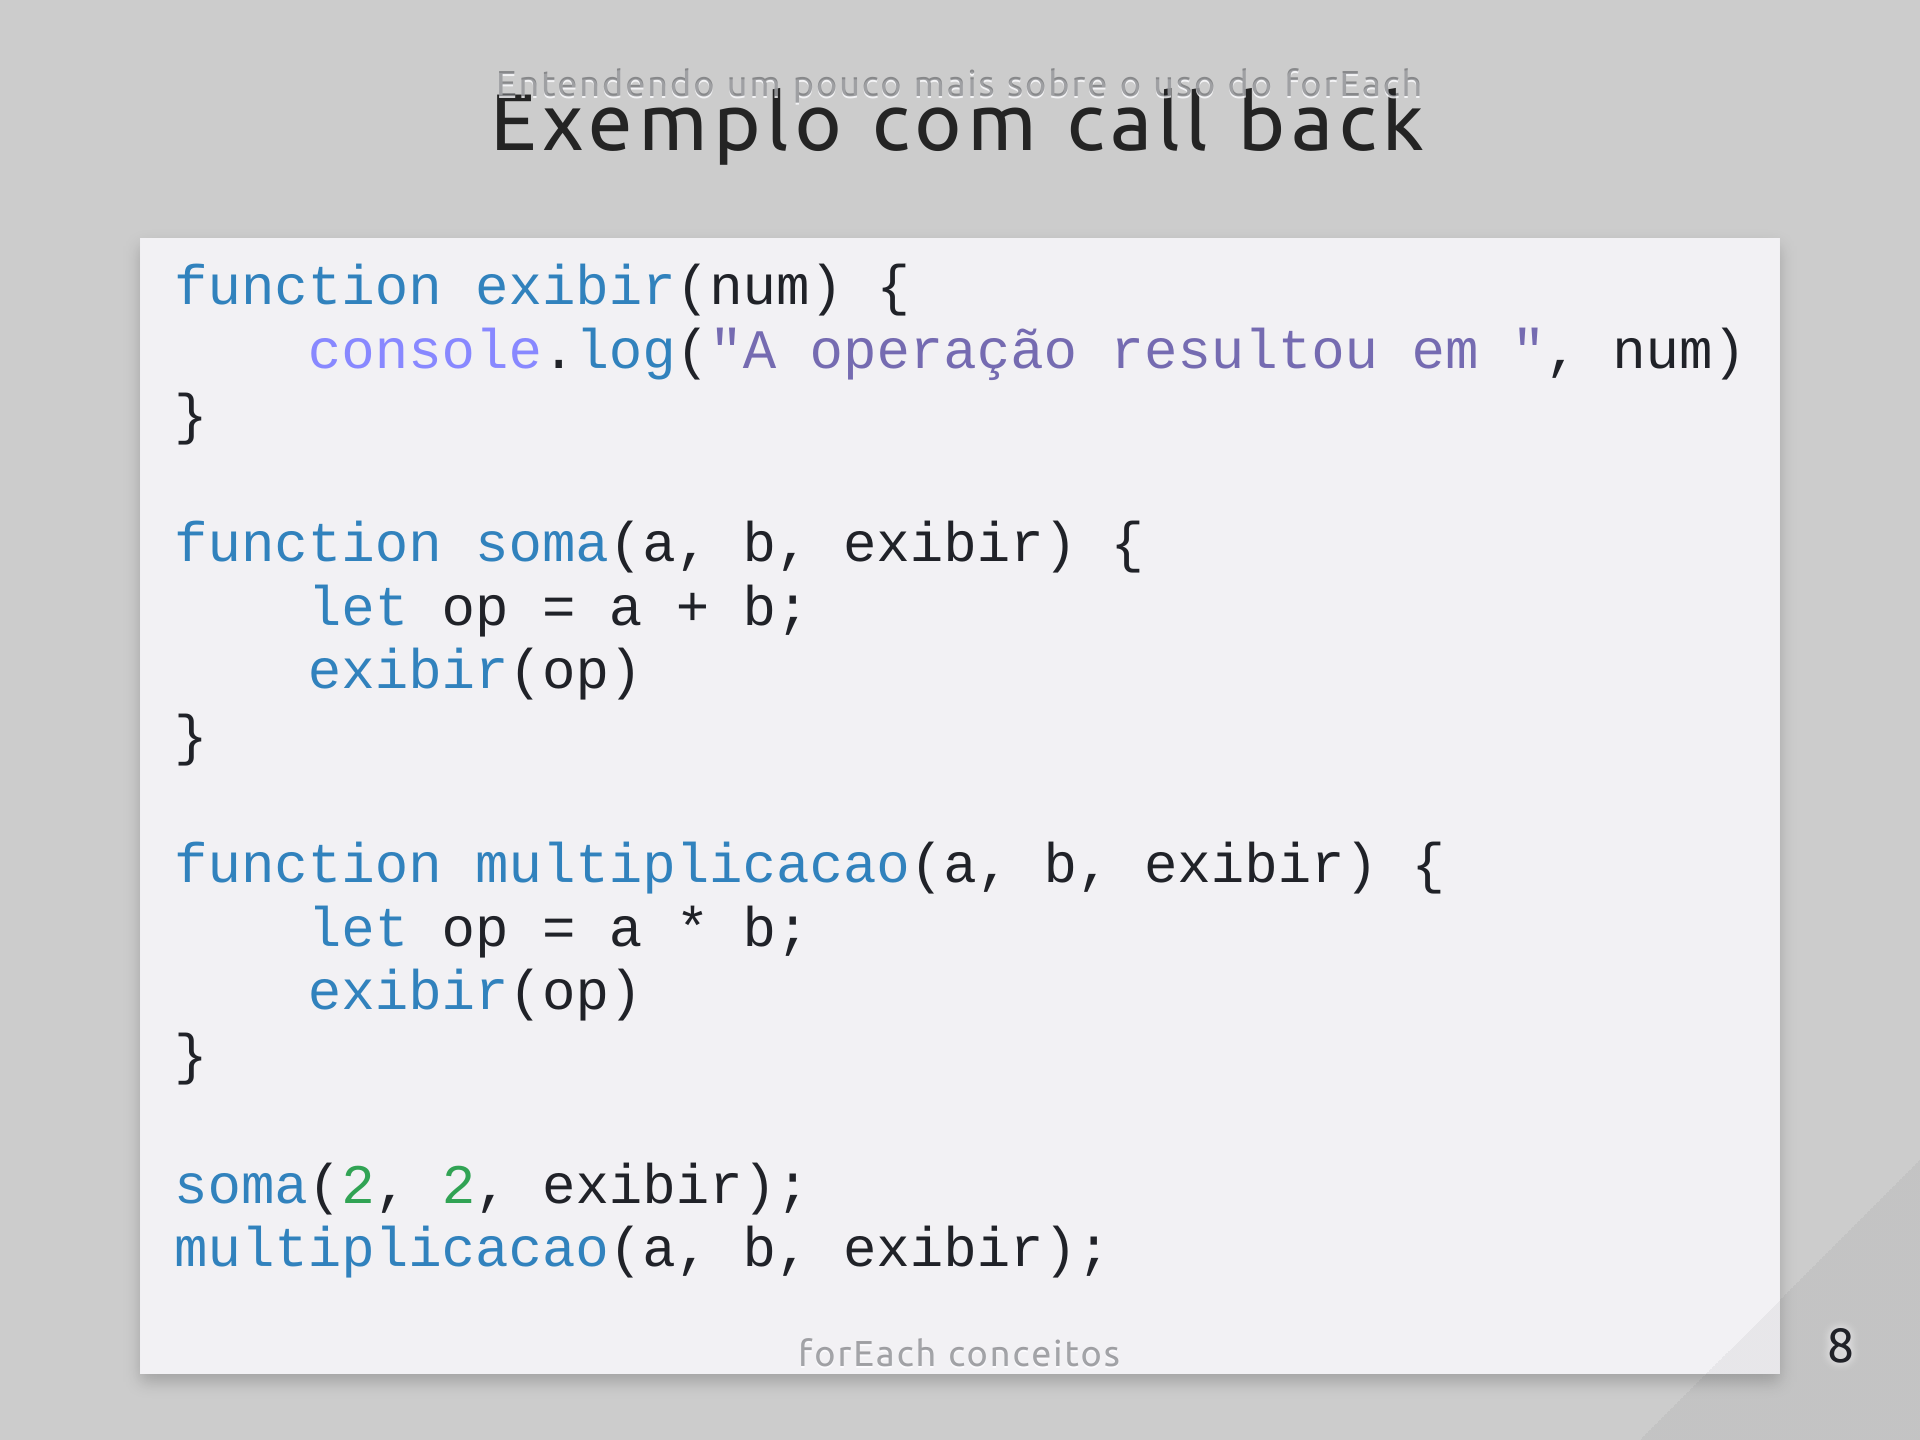 Entendendo um pouco mais sobre o uso do forEach
Exemplo com call back
function exibir(num) {
    console.log("A operação resultou em ", num)
}

function soma(a, b, exibir) {
    let op = a + b;
    exibir(op)
}

function multiplicacao(a, b, exibir) {
    let op = a * b;
    exibir(op)
}

soma(2, 2, exibir);
multiplicacao(a, b, exibir);
forEach conceitos
8